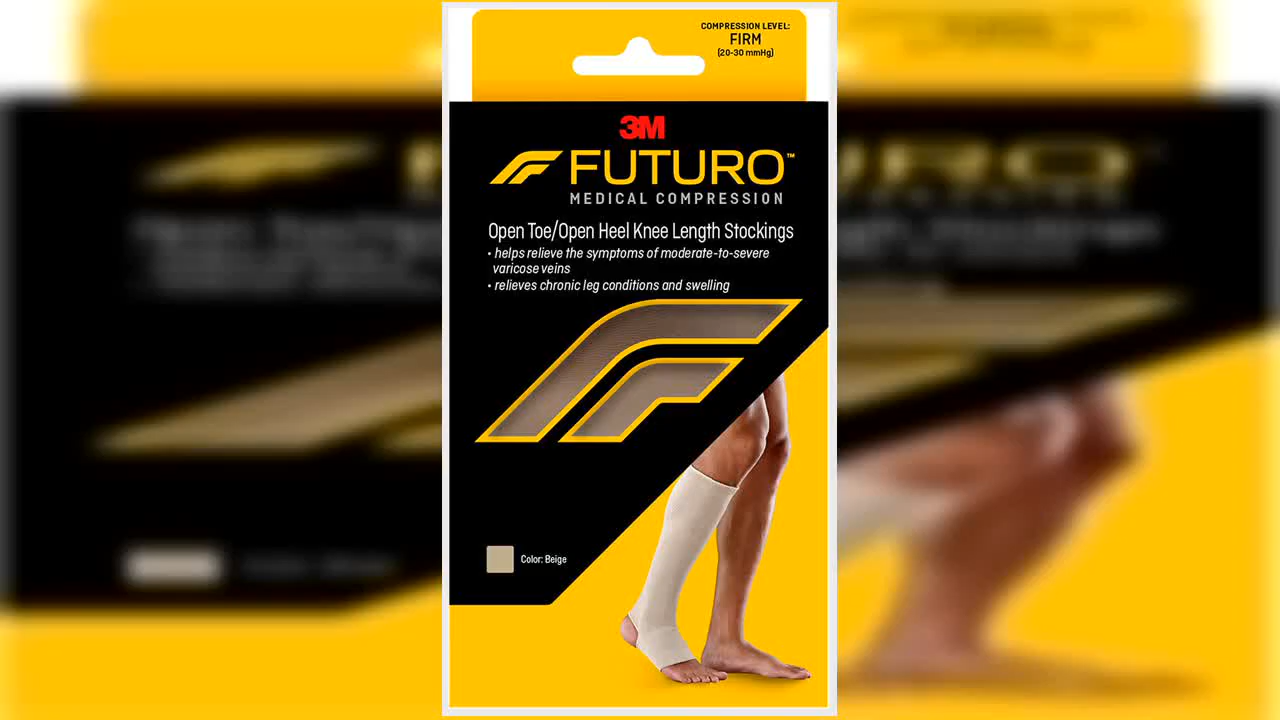 COMPRESSION LEVEL:
FIRM
(20-30 mmHg)
3M
FUTURO™
MEDICAL COMPRESSION
Open Toe/Open Heel Knee Length Stockings
• helps relieve the symptoms of moderate-to-severe
varicose veins
• relieves chronic leg conditions and swelling
Color: Beige